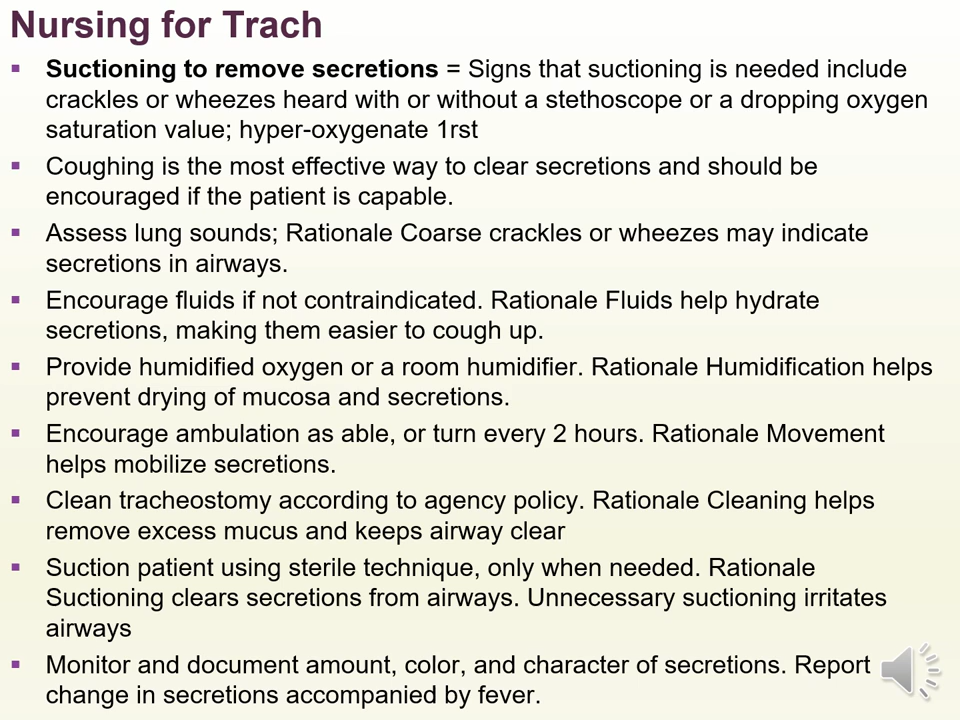 Nursing for Trach
▪ Suctioning to remove secretions = Signs that suctioning is needed include
crackles or wheezes heard with or without a stethoscope or a dropping oxygen
saturation value; hyper-oxygenate 1rst
▪ Coughing is the most effective way to clear secretions and should be
encouraged if the patient is capable.
▪ Assess lung sounds; Rationale Coarse crackles or wheezes may indicate
secretions in airways.
▪ Encourage fluids if not contraindicated. Rationale Fluids help hydrate
secretions, making them easier to cough up.
▪ Provide humidified oxygen or a room humidifier. Rationale Humidification helps
prevent drying of mucosa and secretions.
▪ Encourage ambulation as able, or turn every 2 hours. Rationale Movement
helps mobilize secretions.
▪ Clean tracheostomy according to agency policy. Rationale Cleaning helps
remove excess mucus and keeps airway clear
▪ Suction patient using sterile technique, only when needed. Rationale
Suctioning clears secretions from airways. Unnecessary suctioning irritates
airways
▪ Monitor and document amount, color, and character of secretions. Report
change in secretions accompanied by fever.